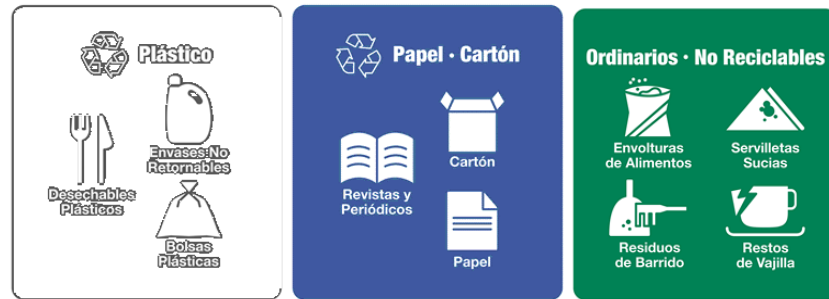 Plástico
Envases No
Retornables
Desechables
Plásticos
Bolsas
Plásticas
Papel · Cartón
Cartón
Revistas y
Periódicos
Papel
Ordinarios · No Reciclables
Envolturas
de Alimentos
Servilletas
Sucias
Residuos
de Barrido
Restos
de Vajilla